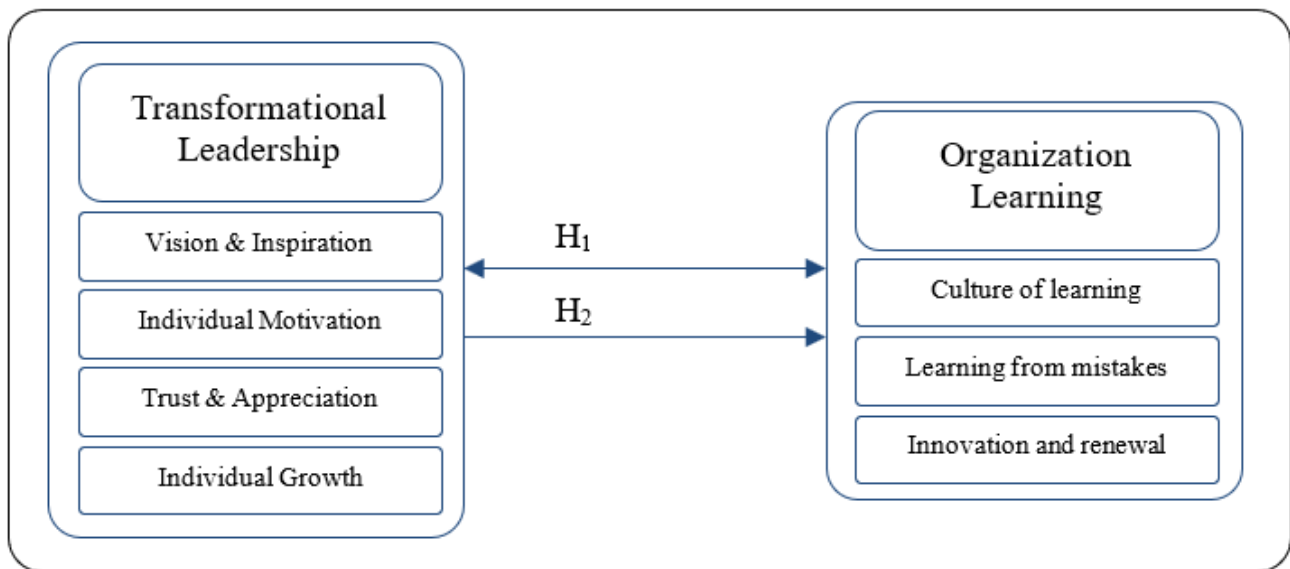 Transformational
Leadership
Vision & Inspiration
Individual Motivation
Trust & Appreciation
Individual Growth
H₁
H₂
Organization
Learning
Culture of learning
Learning from mistakes
Innovation and renewal